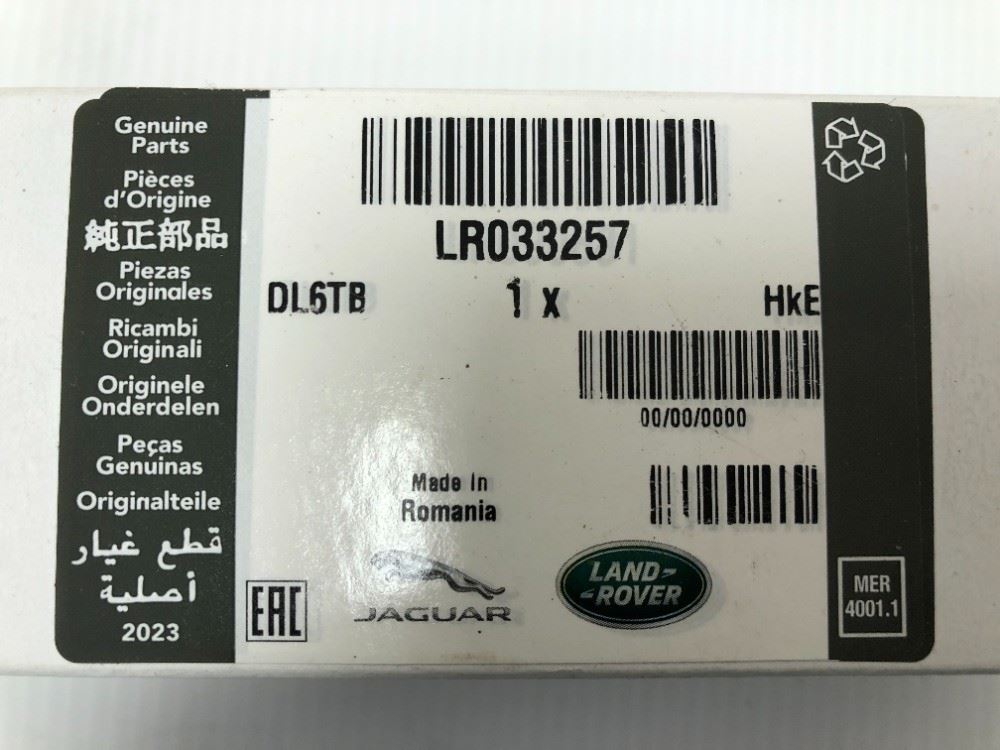 Genuine
Parts
Pièces
d'Origine
純正部品
Piezas
Originales
Ricambi
Originali
Originele
Onderdelen
Peças
Genuinas
Originalteile
قطع غيار
أصلية
2023
LR033257
DL6TB 1 x HkE
00/00/0000
Made In
Romania
EAC
JAGUAR
LAND-
-ROVER
MER
4001.1